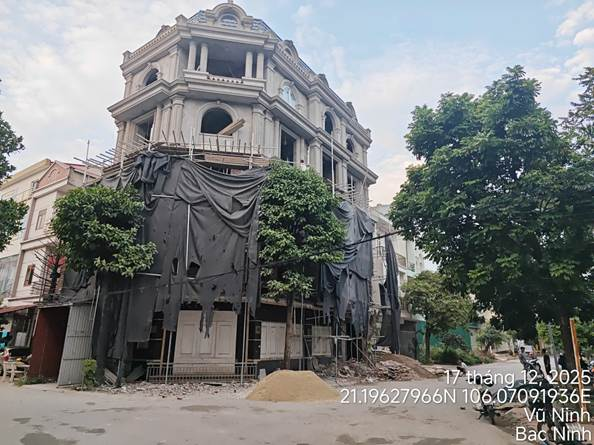 17 tháng 12, 2025
21.19627966N 106.07091936E
Vũ Ninh
Bắc Ninh